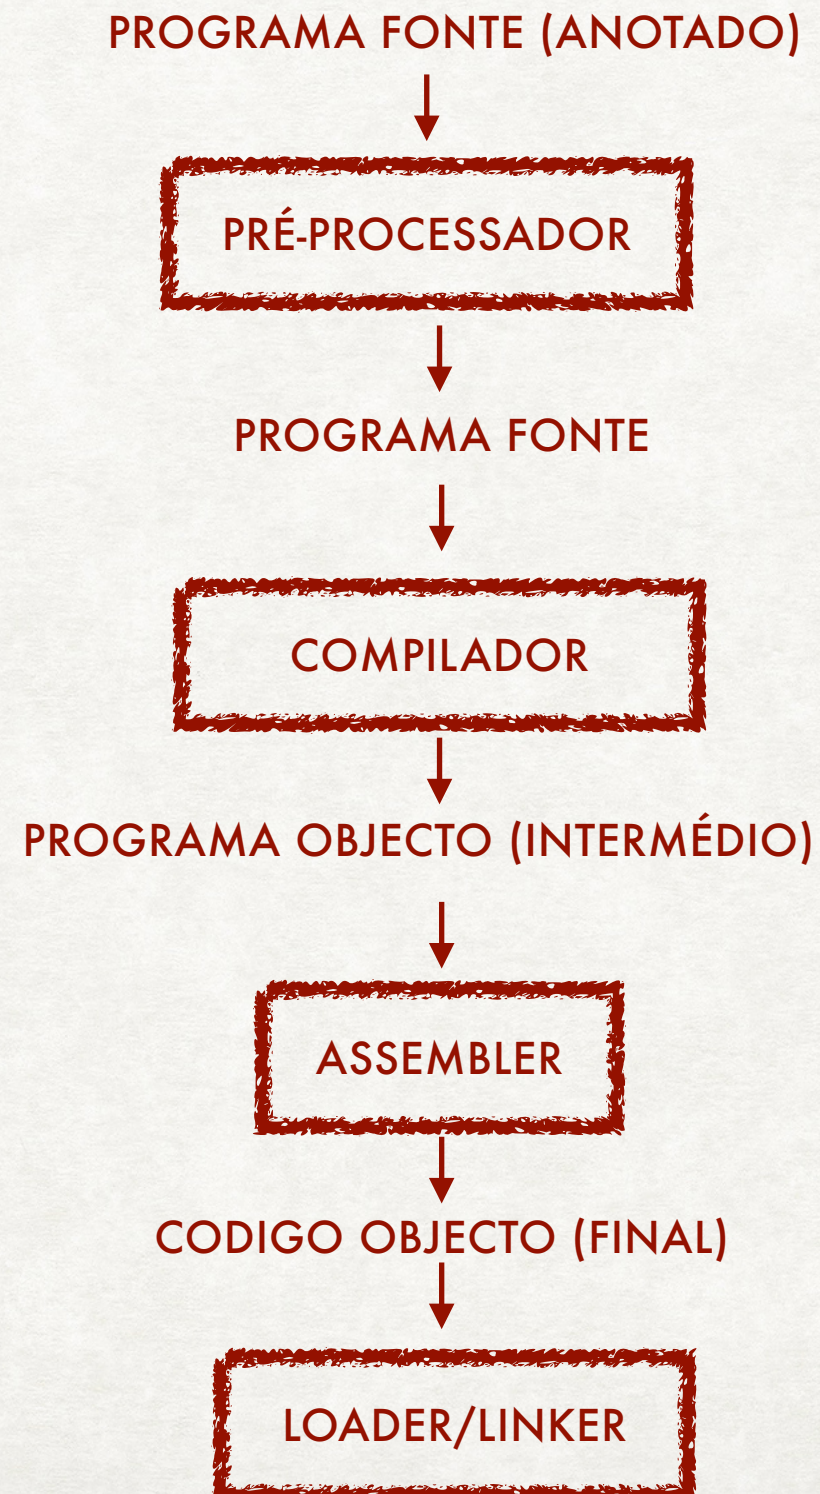 PROGRAMA FONTE (ANOTADO)
PRÉ-PROCESSADOR
PROGRAMA FONTE
COMPILADOR
PROGRAMA OBJECTO (INTERMÉDIO)
ASSEMBLER
CODIGO OBJECTO (FINAL)
LOADER/LINKER